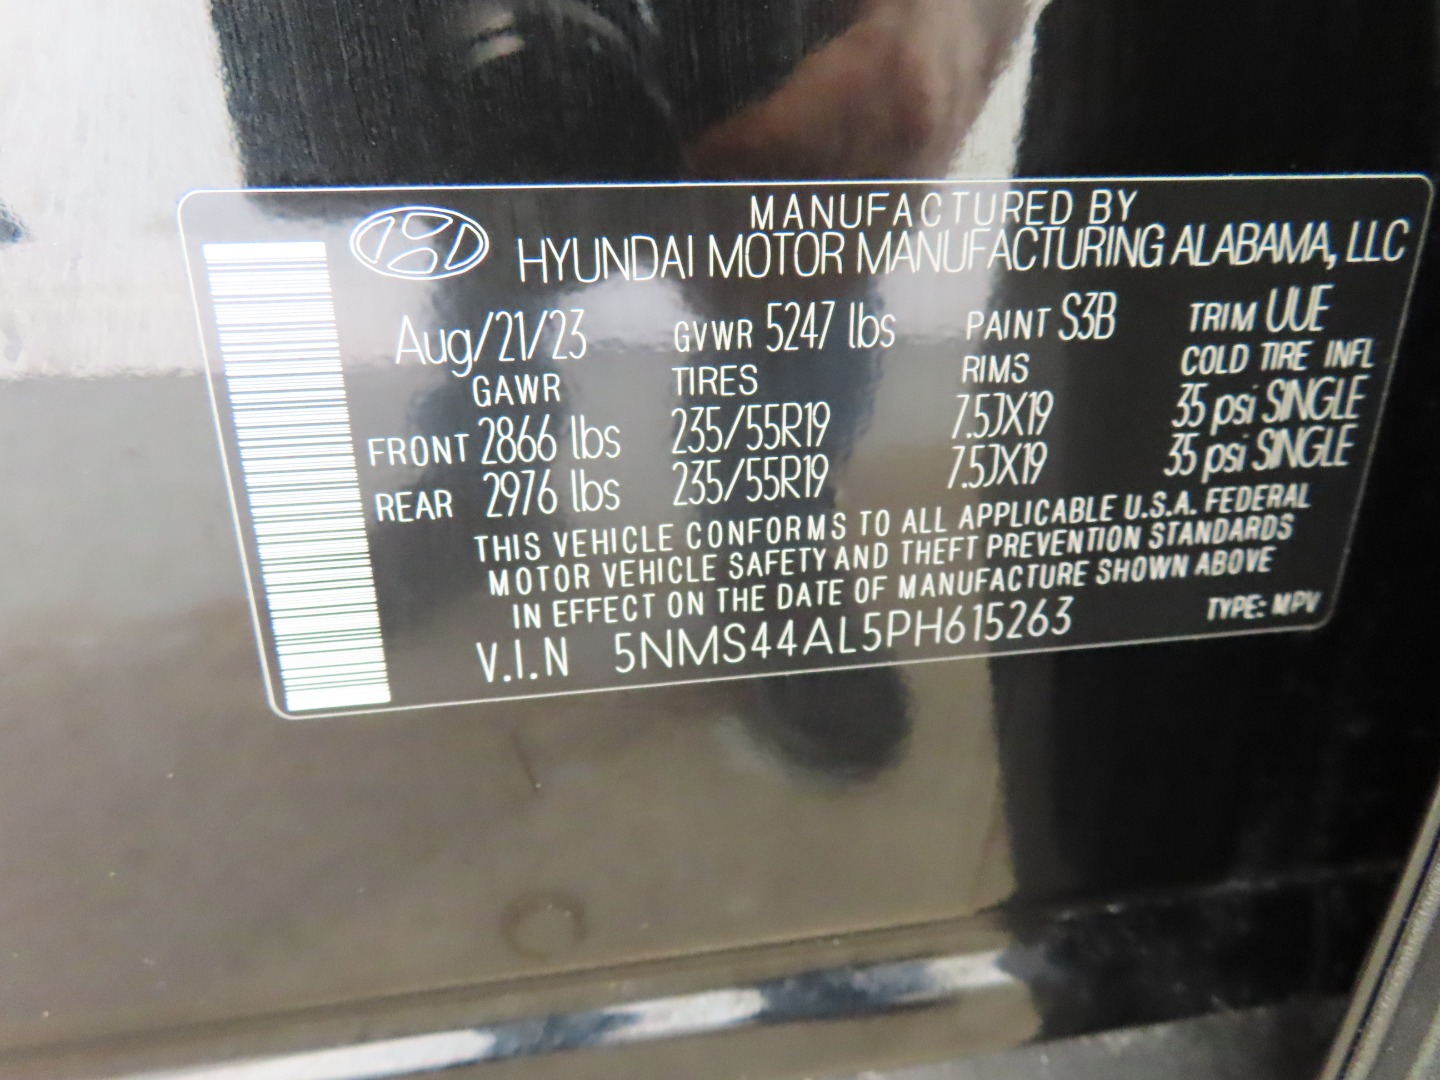 MANUFACTURED BY
HYUNDAI MOTOR MANUFACTURING ALABAMA, LLC
Aug/21/23 GVWR 5247 lbs PAINT S3B TRIM UUE
GAWR TIRES RIMS COLD TIRE INFL
FRONT 2866 lbs 235/55R19 7.5JX19 35 psi SINGLE
REAR 2976 lbs 235/55R19 7.5JX19 35 psi SINGLE
THIS VEHICLE CONFORMS TO ALL APPLICABLE U.S.A. FEDERAL
MOTOR VEHICLE SAFETY AND THEFT PREVENTION STANDARDS
IN EFFECT ON THE DATE OF MANUFACTURE SHOWN ABOVE
V.I.N 5NMS44AL5PH615263 TYPE: MPV